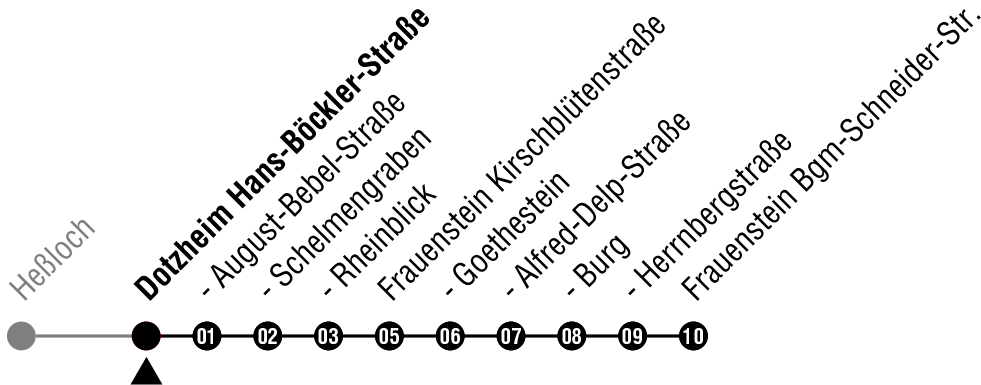 Heßloch
Dotzheim Hans-Böckler-Straße
- August-Bebel-Straße
- Schelmengraben
- Rheinblick
Frauenstein Kirschblütenstraße
- Goethestein
- Alfred-Delp-Straße
- Burg
- Herrnbergstraße
Frauenstein Bgm-Schneider-Str.
01 02 03 05 06 07 08 09 10